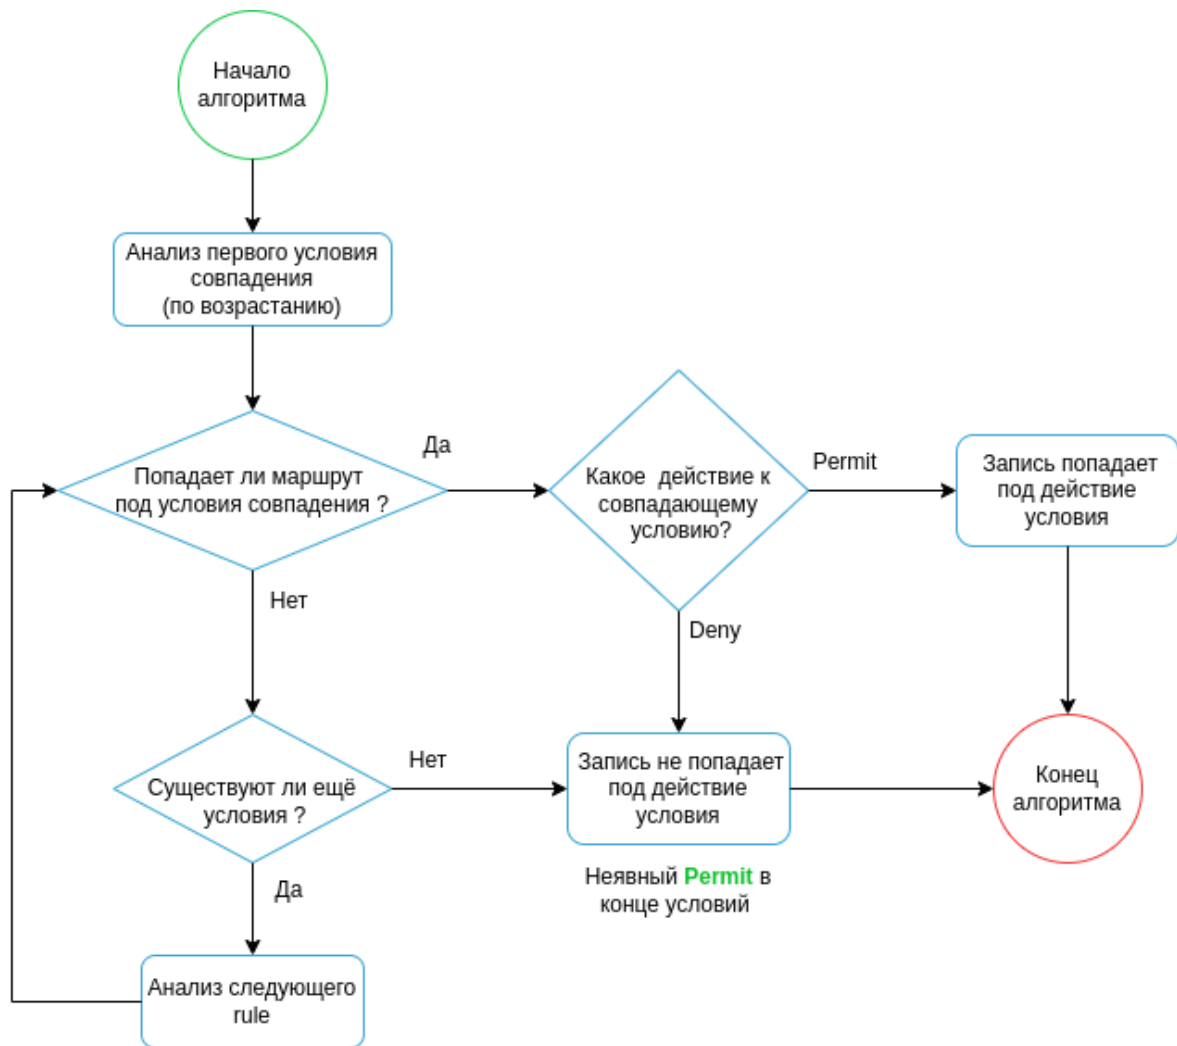 Начало
алгоритма
Анализ первого условия
совпадения
(по возрастанию)
Попадает ли маршрут
под условия совпадения ?
Да
Какое действие к
совпадающему
условию?
Permit
Запись попадает
под действие
условия
Нет
Deny
Существуют ли ещё
условия ?
Нет
Запись не попадает
под действие
условия
Конец
алгоритма
Неявный Permit в
конце условий
Да
Анализ следующего
rule